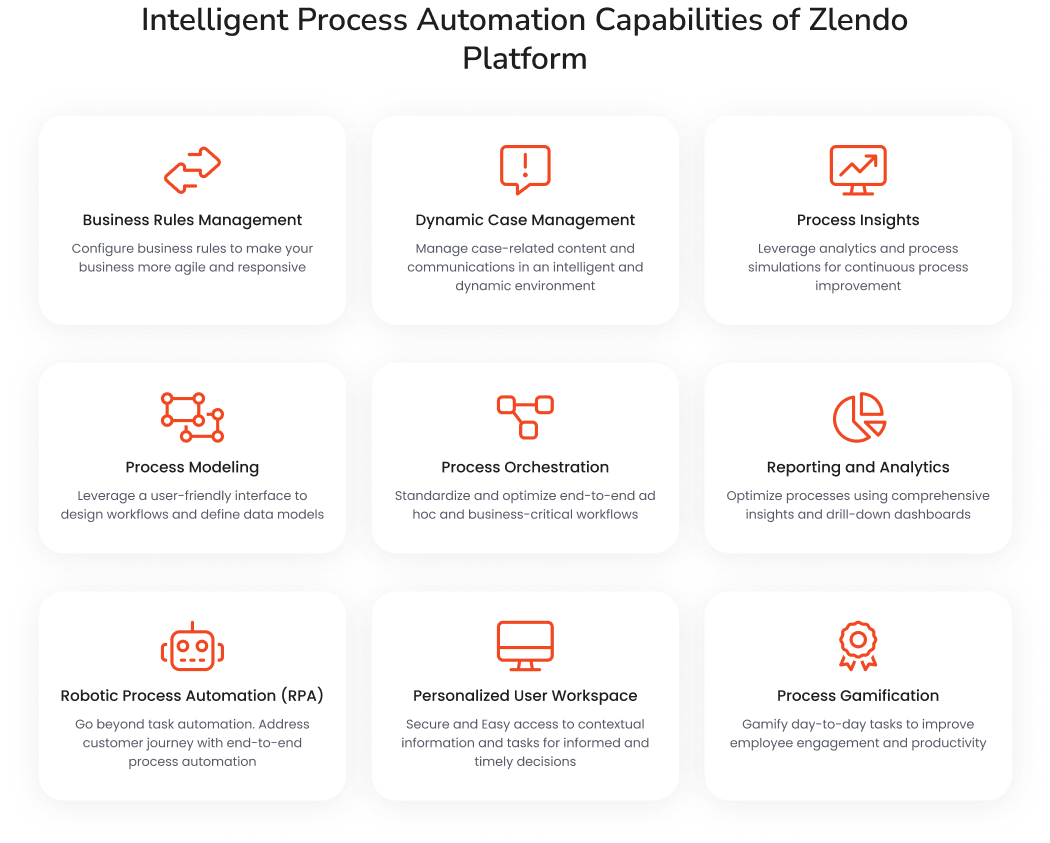 Intelligent Process Automation Capabilities of Zlendo
Platform
Business Rules Management
Configure business rules to make your
business more agile and responsive
Dynamic Case Management
Manage case-related content and
communications in an intelligent and
dynamic environment
Process Insights
Leverage analytics and process
simulations for continuous process
improvement
Process Modeling
Leverage a user-friendly interface to
design workflows and define data models
Process Orchestration
Standardize and optimize end-to-end ad
hoc and business-critical workflows
Reporting and Analytics
Optimize processes using comprehensive
insights and drill-down dashboards
Robotic Process Automation (RPA)
Go beyond task automation. Address
customer journey with end-to-end
process automation
Personalized User Workspace
Secure and Easy access to contextual
information and tasks for informed and
timely decisions
Process Gamification
Gamify day-to-day tasks to improve
employee engagement and productivity